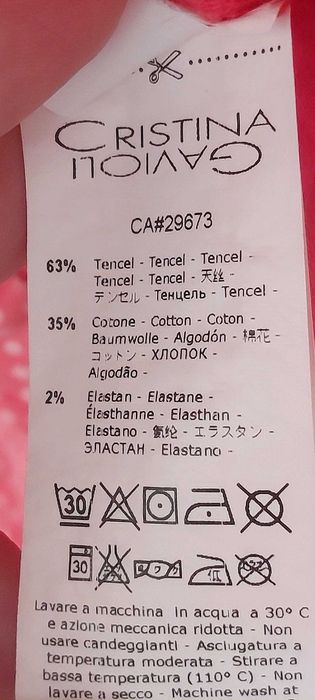 CRISTINA
GAVIOLI
CA#29673
63% Tencel - Tencel - Tencel -
Tencel - Tencel - 天丝 -
テンセル - Тенцель - Tencel -
35% Cotone - Cotton - Coton -
Baumwolle - Algodón - 棉花 -
コットン - ХЛОПОК -
Algodão -
2% Elastan - Elastane -
Élasthanne - Elasthan -
Elastano - 氨纶 - エラスタン -
ЭЛАСТАН - Elastano -
30
30
Lavare a macchina in acqua a 30° C
e azione meccanica ridotta - Non
usare candeggianti - Asciugatura a
temperatura moderata - Stirare a
bassa temperatura (110° C) - Non
lavare a secco - Machine wash at